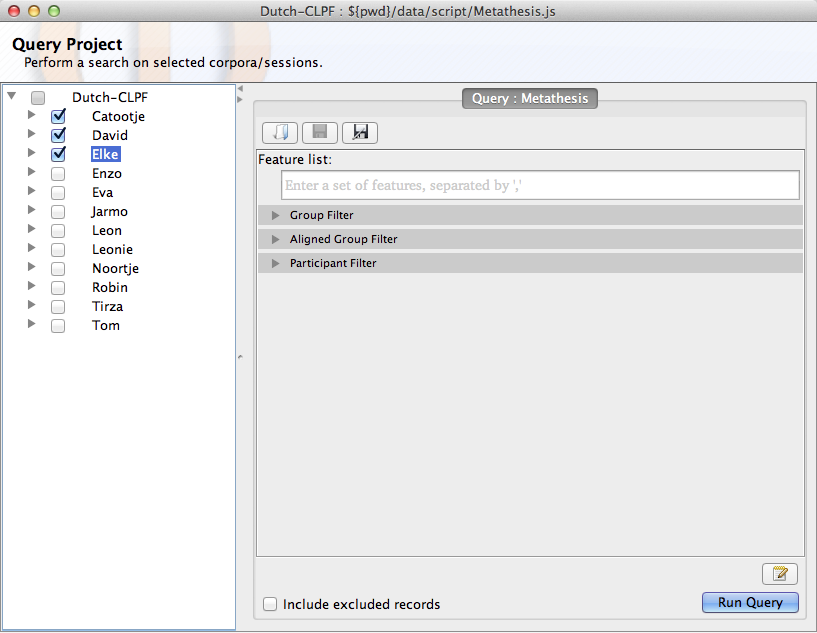 Dutch-CLPF : ${pwd}/data/script/Metathesis.js
Query Project
Perform a search on selected corpora/sessions.
Dutch-CLPF
Catootje
David
Elke
Enzo
Eva
Jarmo
Leon
Leonie
Noortje
Robin
Tirza
Tom
Query : Metathesis
Feature list:
Enter a set of features, separated by ','
Group Filter
Aligned Group Filter
Participant Filter
Include excluded records
Run Query